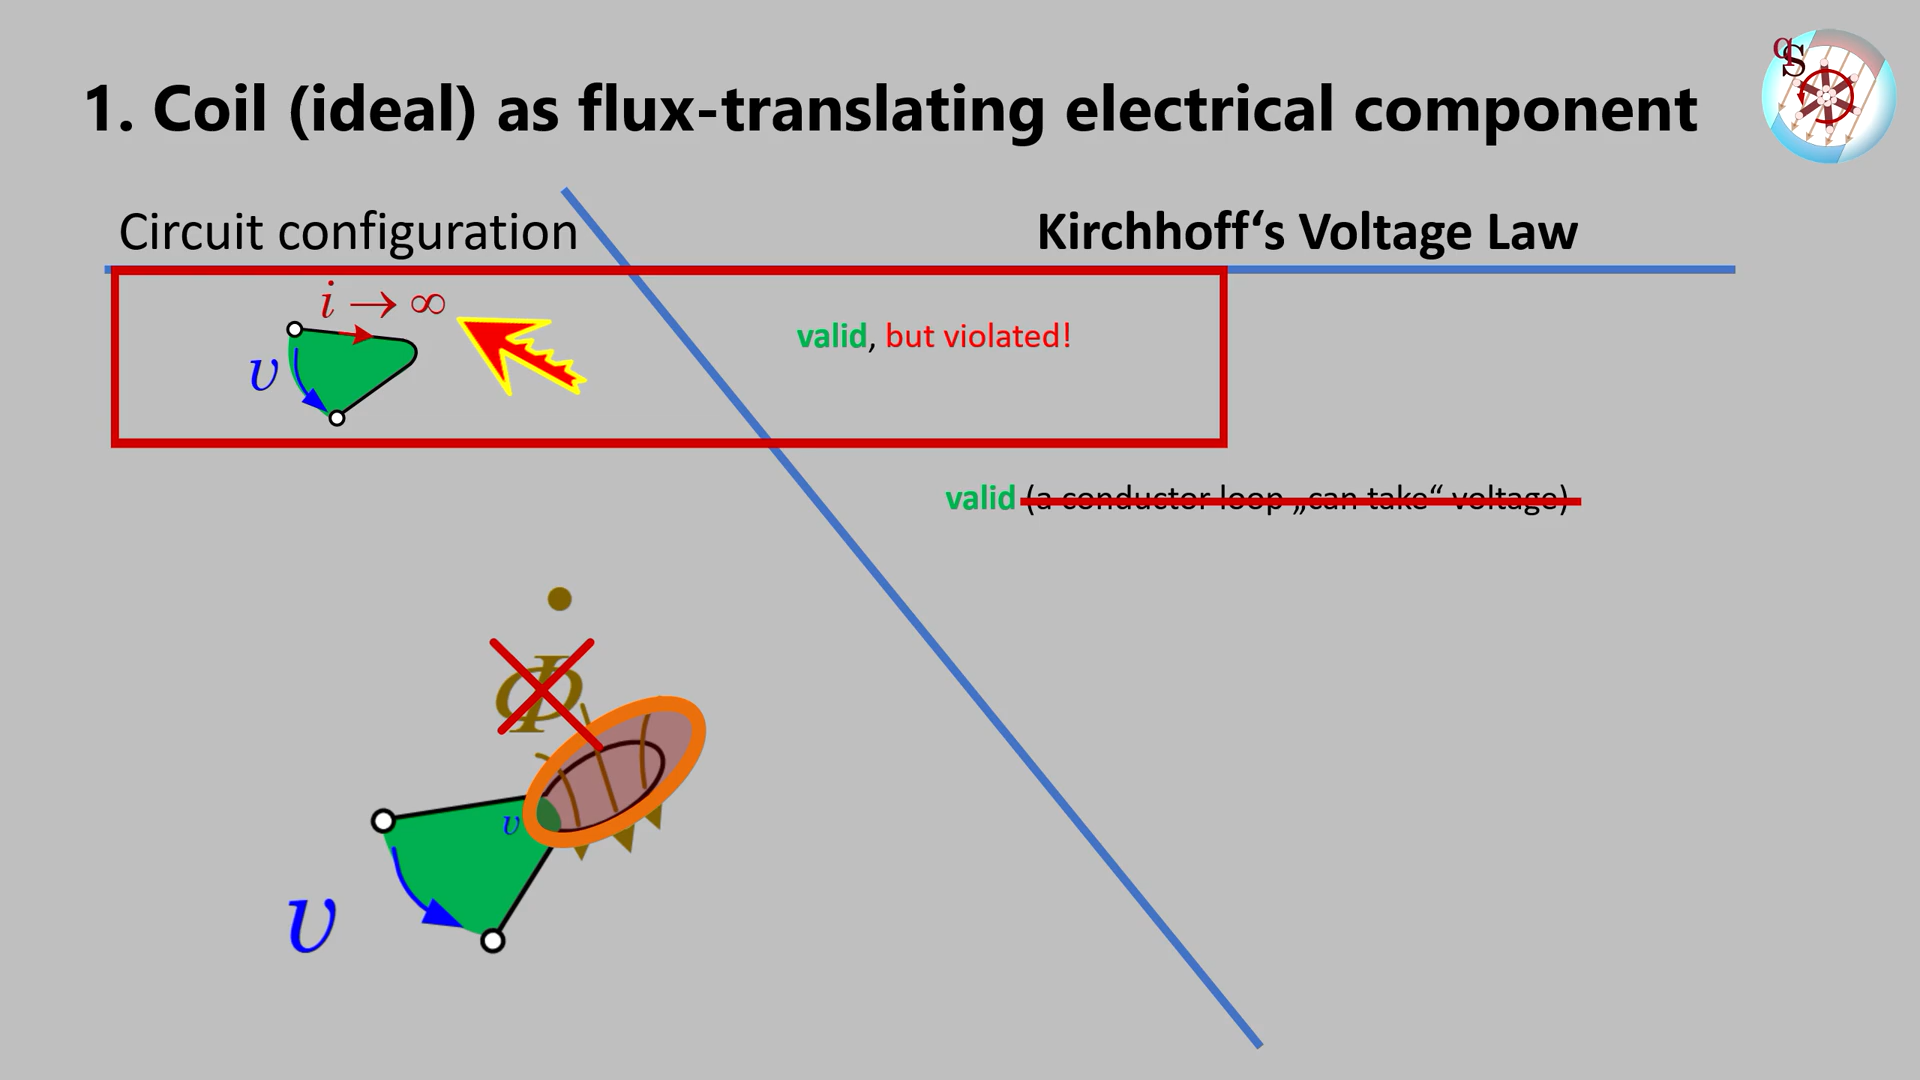 qS
1. Coil (ideal) as flux-translating electrical component
Circuit configuration
Kirchhoff‘s Voltage Law
i → ∞
v
valid, but violated!
valid (a conductor loop „can take“ voltage)
Φ
v
v